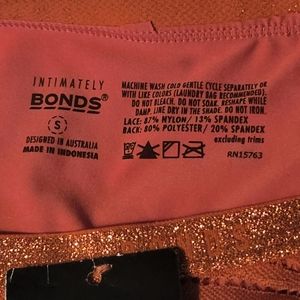 INTIMATELY
BONDS®
S
DESIGNED IN AUSTRALIA
MADE IN INDONESIA
MACHINE WASH COLD GENTLE CYCLE SEPARATELY OR
WITH LIKE COLORS (LAUNDRY BAG RECOMMENDED).
DO NOT BLEACH. DO NOT SOAK. RESHAPE WHILE
DAMP. LINE DRY IN THE SHADE. DO NOT IRON.
LACE: 87% NYLON/ 13% SPANDEX
BACK: 80% POLYESTER / 20% SPANDEX
excluding trims
RN15763